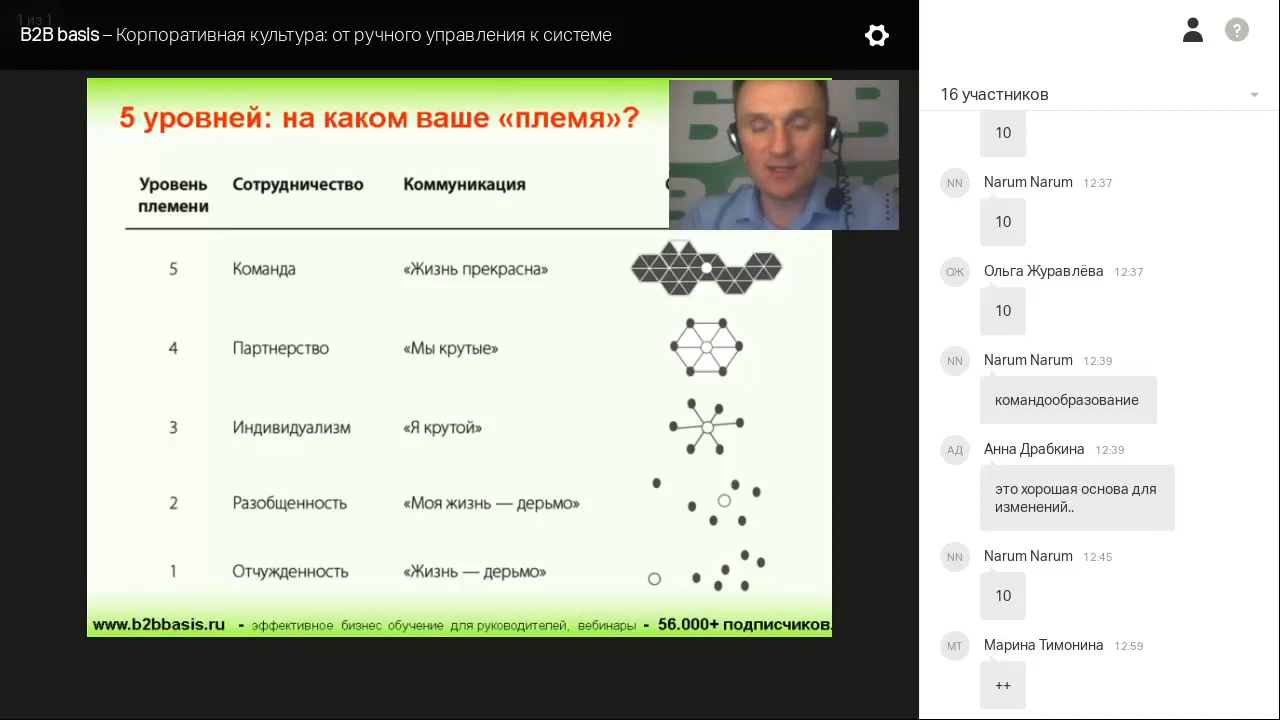 1 из 1
B2B basis – Корпоративная культура: от ручного управления к системе
5 уровней: на каком ваше «племя»?
Уровень племени
Сотрудничество
Коммуникация
5 Команда «Жизнь прекрасна»
4 Партнерство «Мы крутые»
3 Индивидуализм «Я крутой»
2 Разобщенность «Моя жизнь — дерьмо»
1 Отчужденность «Жизнь — дерьмо»
www.b2bbasis.ru - эффективное бизнес обучение для руководителей, вебинары - 56.000+ подписчиков.
?
16 участников
10
NN Narum Narum 12:37
10
ОЖ Ольга Журавлёва 12:37
10
NN Narum Narum 12:39
командообразование
АД Анна Драбкина 12:39
это хорошая основа для
изменений..
NN Narum Narum 12:45
10
МТ Марина Тимонина 12:59
++